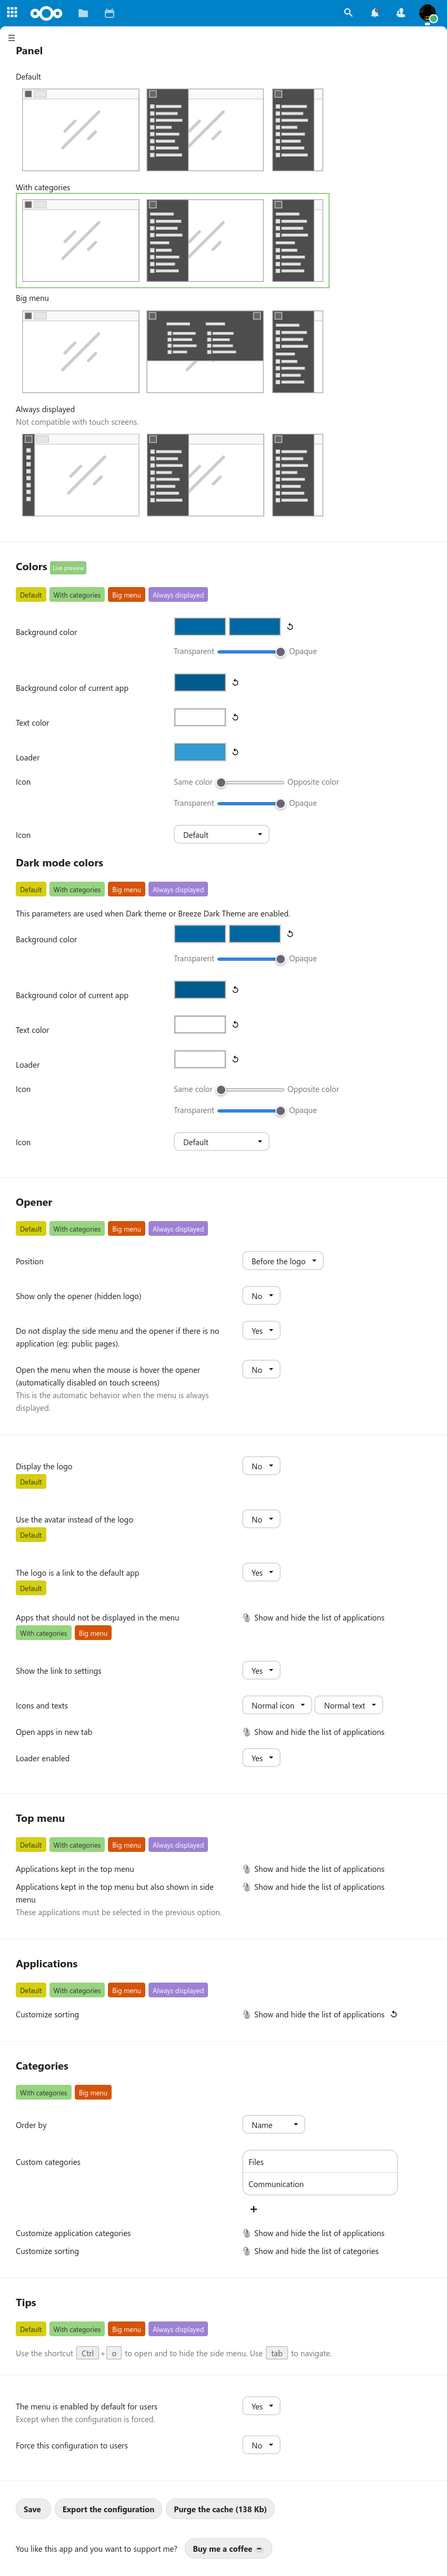 Panel
Default
With categories
Big menu
Always displayed
Not compatible with touch screens.
Colors Live preview
Default With categories Big menu Always displayed
Background color
Transparent Opaque
Background color of current app
Text color
Loader
Icon Same color Opposite color
Transparent Opaque
Icon Default
Dark mode colors
Default With categories Big menu Always displayed
This parameters are used when Dark theme or Breeze Dark Theme are enabled.
Background color
Transparent Opaque
Background color of current app
Text color
Loader
Icon Same color Opposite color
Transparent Opaque
Icon Default
Opener
Default With categories Big menu Always displayed
Position Before the logo
Show only the opener (hidden logo) No
Do not display the side menu and the opener if there is no Yes
application (eg: public pages).
Open the menu when the mouse is hover the opener No
(automatically disabled on touch screens)
This is the automatic behavior when the menu is always
displayed.
Display the logo No
Default
Use the avatar instead of the logo No
Default
The logo is a link to the default app Yes
Default
Apps that should not be displayed in the menu Show and hide the list of applications
With categories Big menu
Show the link to settings Yes
Icons and texts Normal icon Normal text
Open apps in new tab Show and hide the list of applications
Loader enabled Yes
Top menu
Default With categories Big menu Always displayed
Applications kept in the top menu Show and hide the list of applications
Applications kept in the top menu but also shown in side Show and hide the list of applications
menu
These applications must be selected in the previous option.
Applications
Default With categories Big menu Always displayed
Customize sorting Show and hide the list of applications
Categories
With categories Big menu
Order by Name
Custom categories Files
Communication
+
Customize application categories Show and hide the list of applications
Customize sorting Show and hide the list of categories
Tips
Default With categories Big menu Always displayed
Use the shortcut Ctrl + o to open and to hide the side menu. Use tab to navigate.
The menu is enabled by default for users Yes
Except when the configuration is forced.
Force this configuration to users No
Save Export the configuration Purge the cache (138 Kb)
You like this app and you want to support me? Buy me a coffee ☕